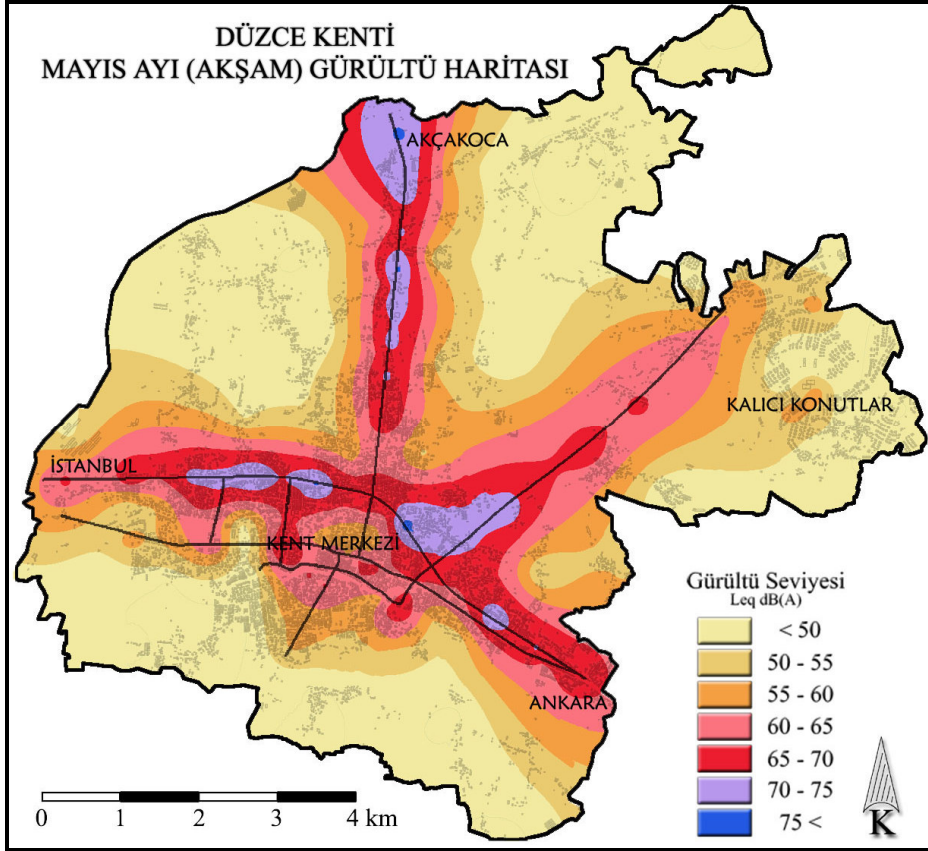 DÜZCE KENTİ
MAYIS AYI (AKŞAM) GÜRÜLTÜ HARİTASI
AKÇAKOCA
KALICI KONUTLAR
İSTANBUL
KENT MERKEZİ
ANKARA
Gürültü Seviyesi
Leq dB(A)
< 50
50 - 55
55 - 60
60 - 65
65 - 70
70 - 75
75 <
0 1 2 3 4 km
K